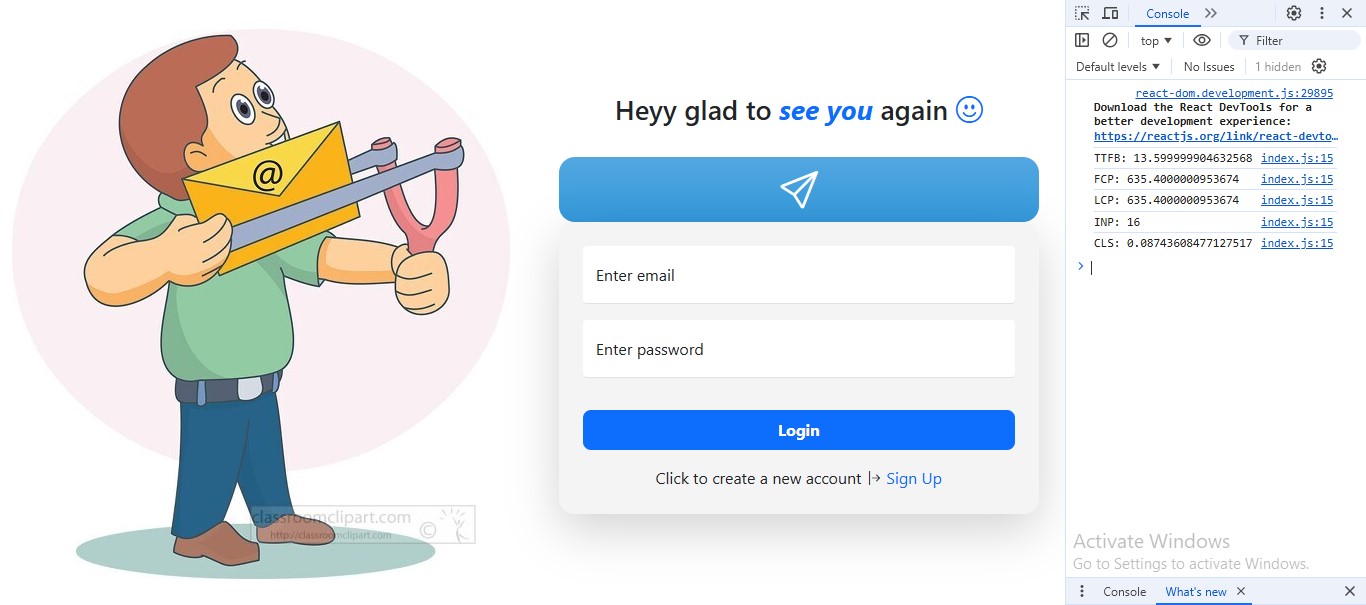 @
classroomclipart.com
©
http://classroomclipart.com
Heyy glad to see you again
Enter email
Enter password
Login
Click to create a new account |→ Sign Up
Console
top
Filter
Default levels
No Issues
1 hidden
react-dom.development.js:29895
Download the React DevTools for a
better development experience:
https://reactjs.org/link/react-devto…
TTFB: 13.599999904632568 index.js:15
FCP: 635.4000000953674 index.js:15
LCP: 635.4000000953674 index.js:15
INP: 16 index.js:15
CLS: 0.08743608477127517 index.js:15
Activate Windows
Go to Settings to activate Windows.
Console
What's new